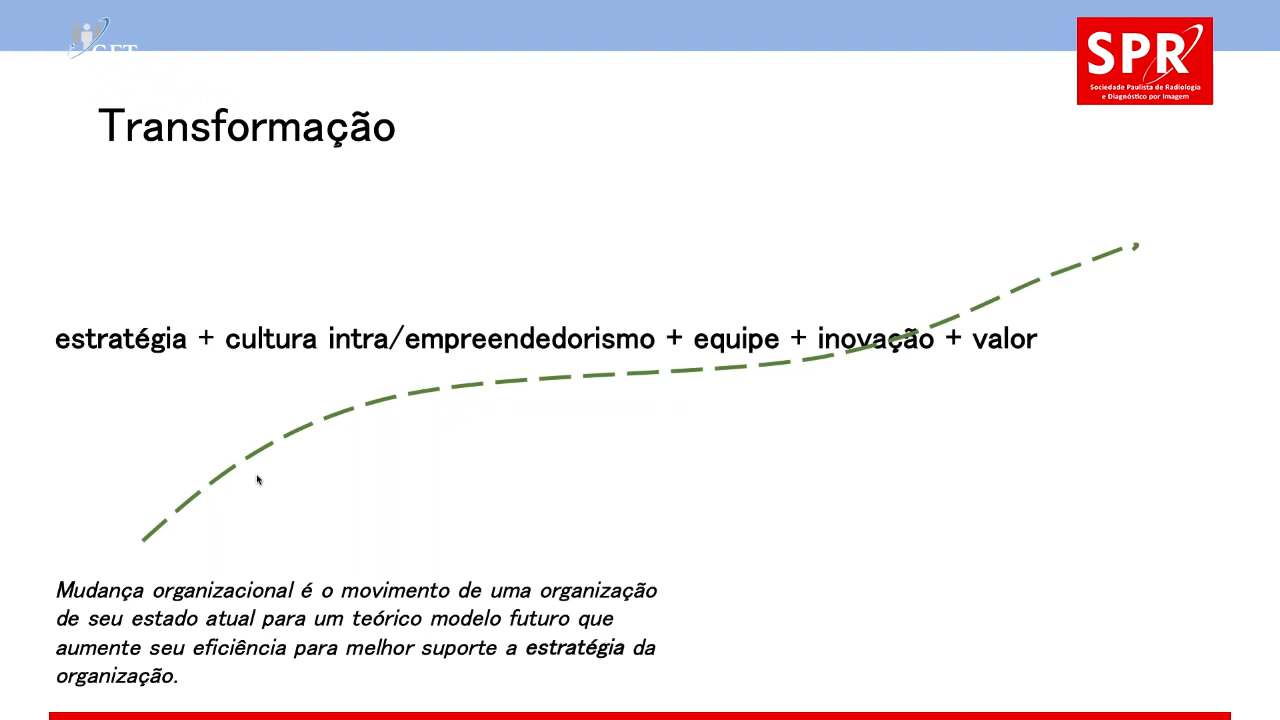 SPR
Sociedade Paulista de Radiologia
e Diagnóstico por Imagem
Transformação
estratégia + cultura intra/empreendedorismo + equipe + inovação + valor
Mudança organizacional é o movimento de uma organização
de seu estado atual para um teórico modelo futuro que
aumente seu eficiência para melhor suporte a estratégia da
organização.